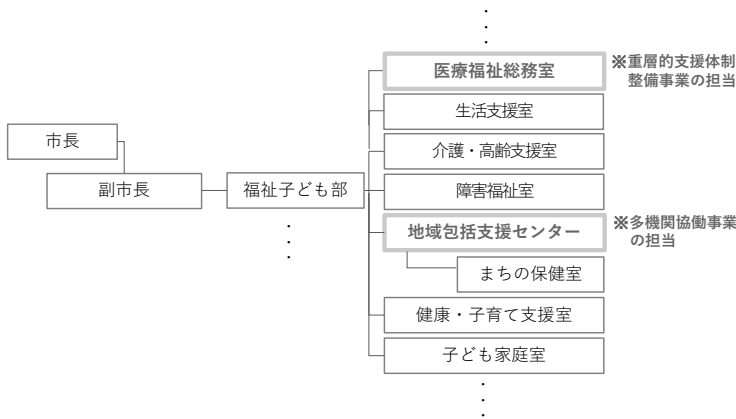 医療福祉総務室
※重層的支援体制
整備事業の担当
生活支援室
市長
介護・高齢支援室
副市長
福祉子ども部
障害福祉室
地域包括支援センター
※多機関協働事業
の担当
まちの保健室
健康・子育て支援室
子ども家庭室